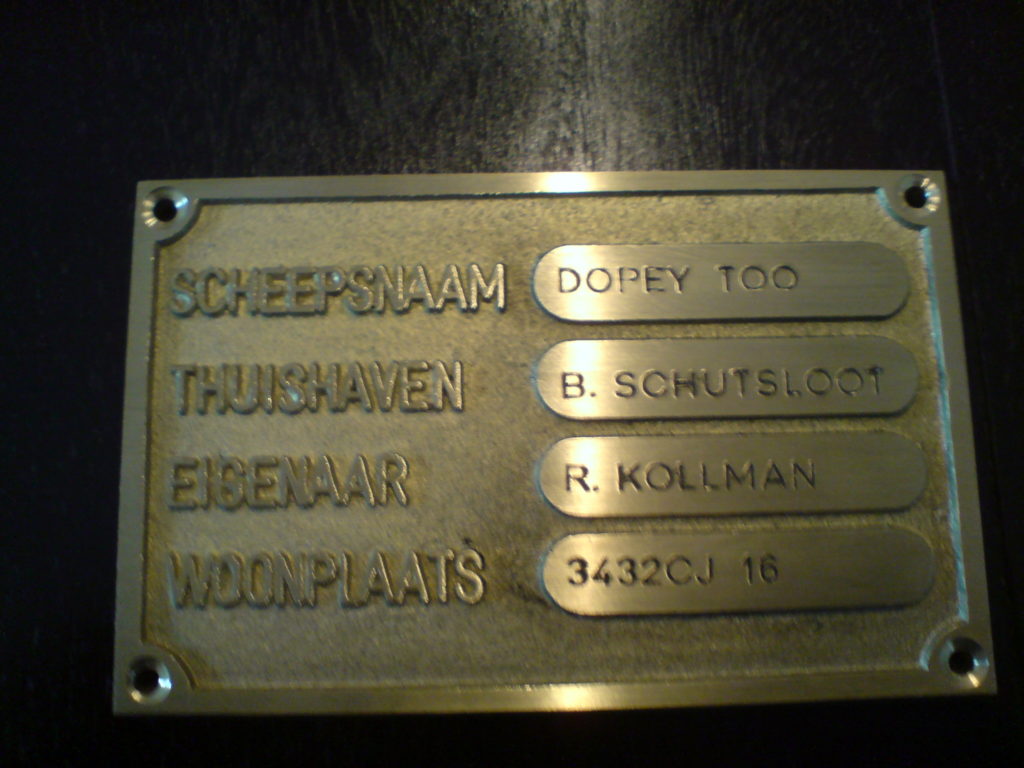 SCHEEPSNAAM DOPEY TOO
THUISHAVEN B. SCHUTSLOOT
EIGENAAR R. KOLLMAN
WOONPLAATS 3432CJ 16